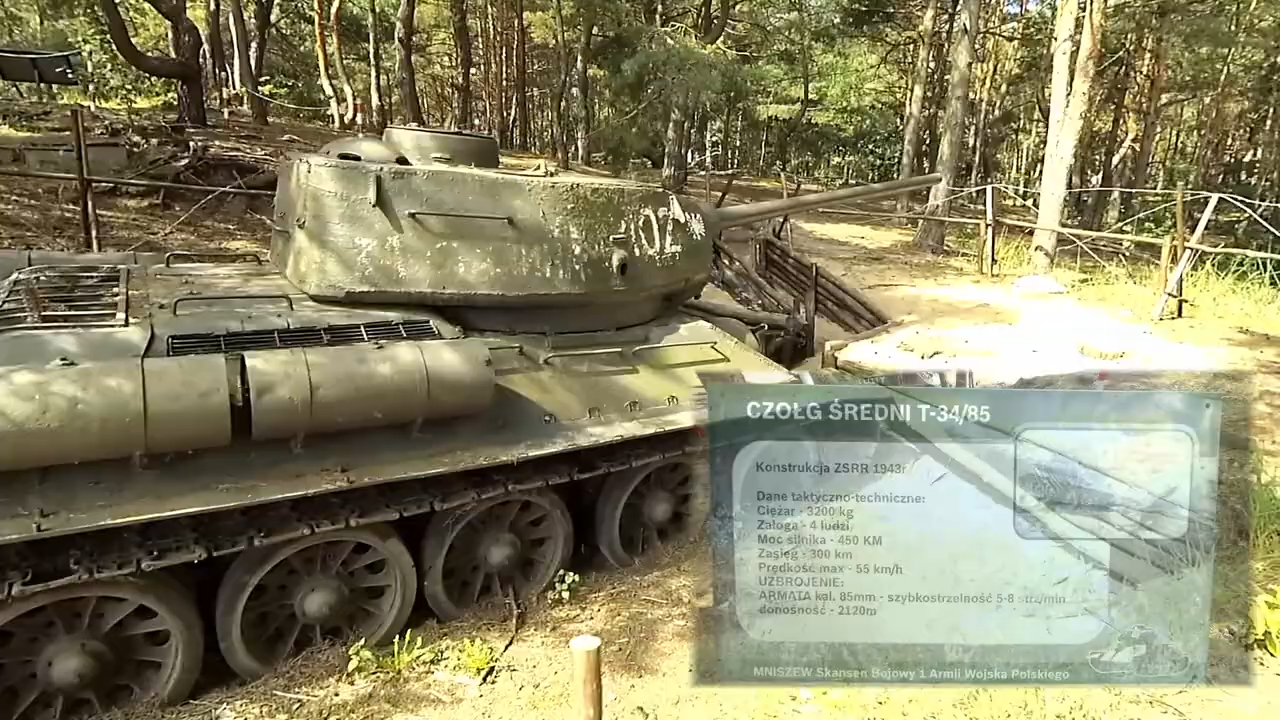 102
CZOŁG ŚREDNI T-34/85
Konstrukcja ZSRR 1943r
Dane taktyczno-techniczne:
Ciężar - 3200 kg
Załoga - 4 ludzi
Moc silnika - 450 KM
Zasięg - 300 km
Prędkość max - 55 km/h
UZBROJENIE:
ARMATA kal. 85mm - szybkostrzelność 5-8 strz/min
donośność - 2120m
MNISZEW Skansen Bojowy 1 Armii Wojska Polskiego